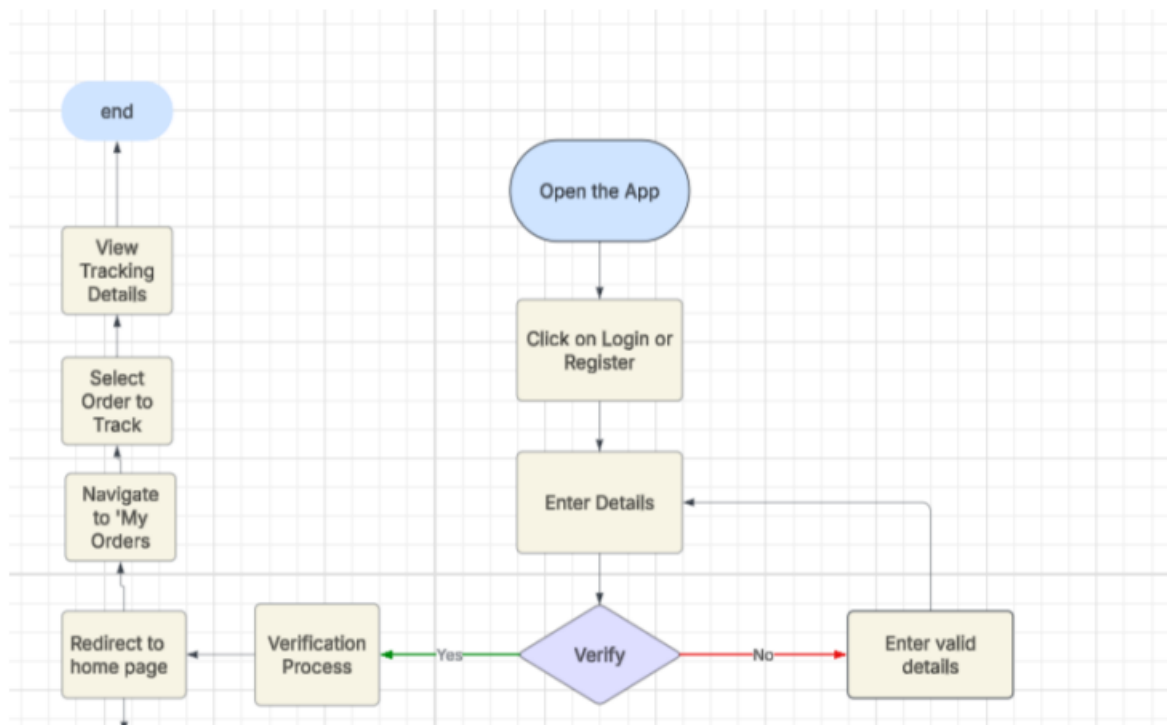 end
Open the App
View
Tracking
Details
Click on Login or
Register
Select
Order to
Track
Enter Details
Navigate
to 'My
Orders
Redirect to
home page
Verification
Process
Yes
Verify
No
Enter valid
details